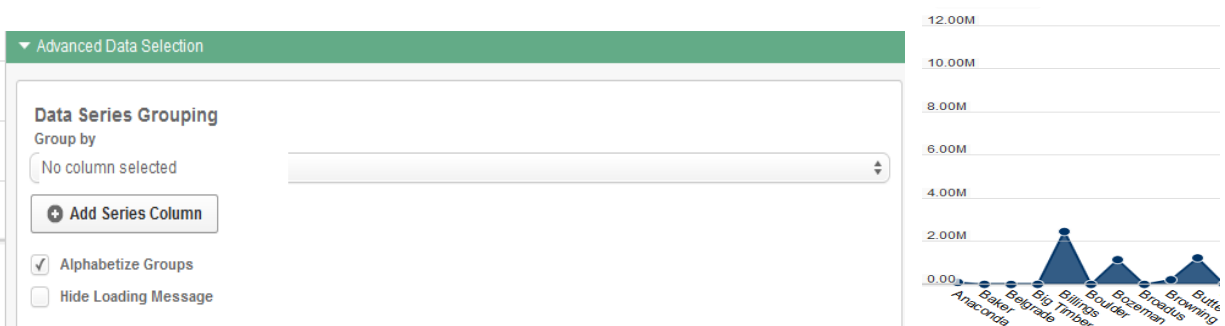 Advanced Data Selection
Data Series Grouping
Group by
No column selected
Add Series Column
Alphabetize Groups
Hide Loading Message
12.00M
10.00M
8.00M
6.00M
4.00M
2.00M
0.00
Anaconda
Baker
Belgrade
Big Timber
Billings
Boulder
Bozeman
Broadus
Browning
Butte